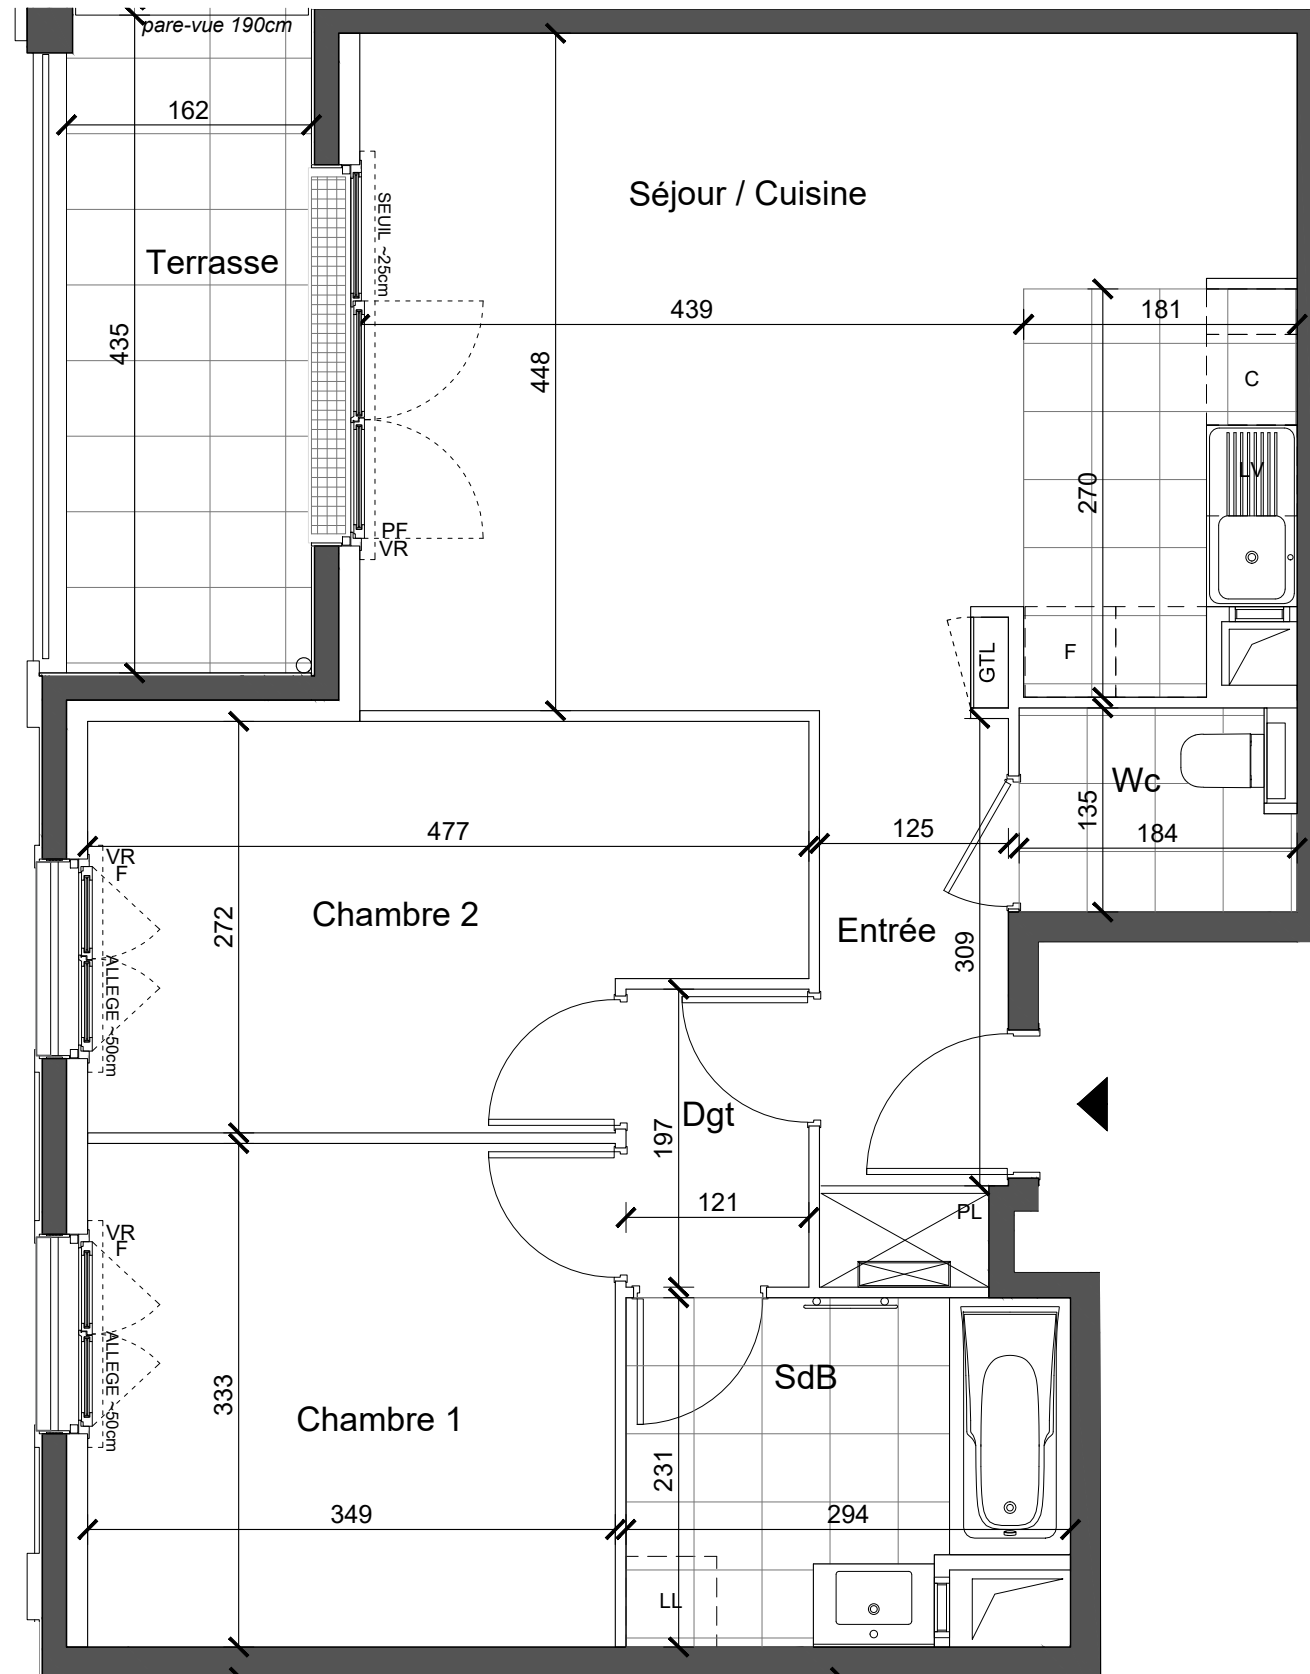 pare-vue 190cm
162
Séjour / Cuisine
SEUIL ~25cm
Terrasse
439
181
435
448
C
LV
270
PF
VR
GTL
F
Wc
135
184
477
125
VR
F
272
Chambre 2
Entrée
309
ALLEGE ~50cm
Dgt
197
121
PL
VR
F
ALLEGE ~50cm
333
Chambre 1
SdB
231
349
294
LL